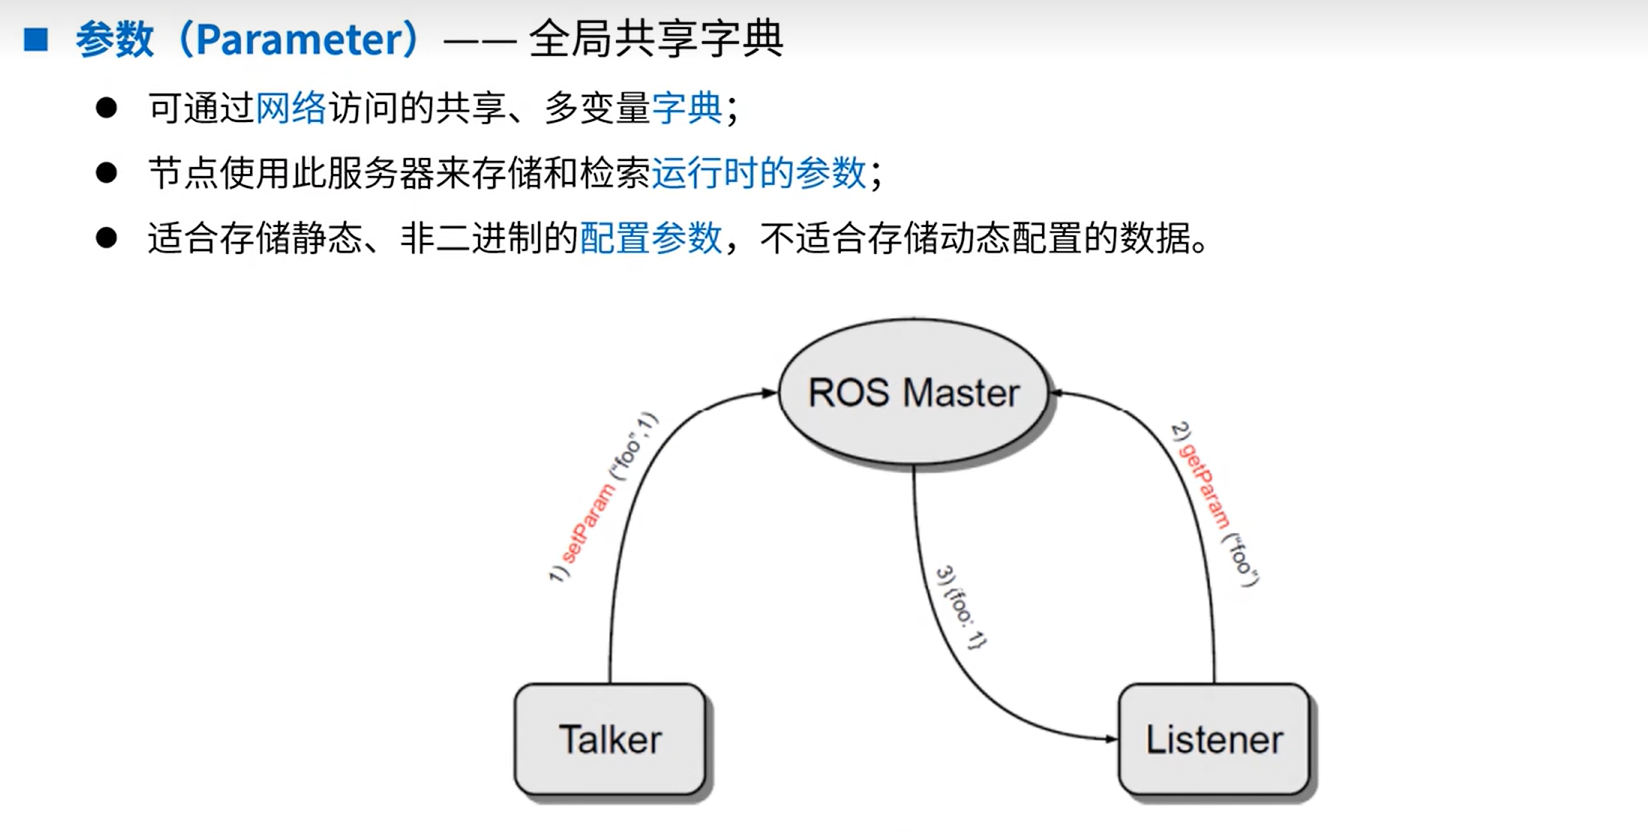 参数（Parameter）—— 全局共享字典
可通过网络访问的共享、多变量字典；
节点使用此服务器来存储和检索运行时的参数；
适合存储静态、非二进制的配置参数，不适合存储动态配置的数据。
ROS Master
1) setParam (“foo”,1)
2) getParam (“foo”)
3) {foo: 1}
Talker
Listener